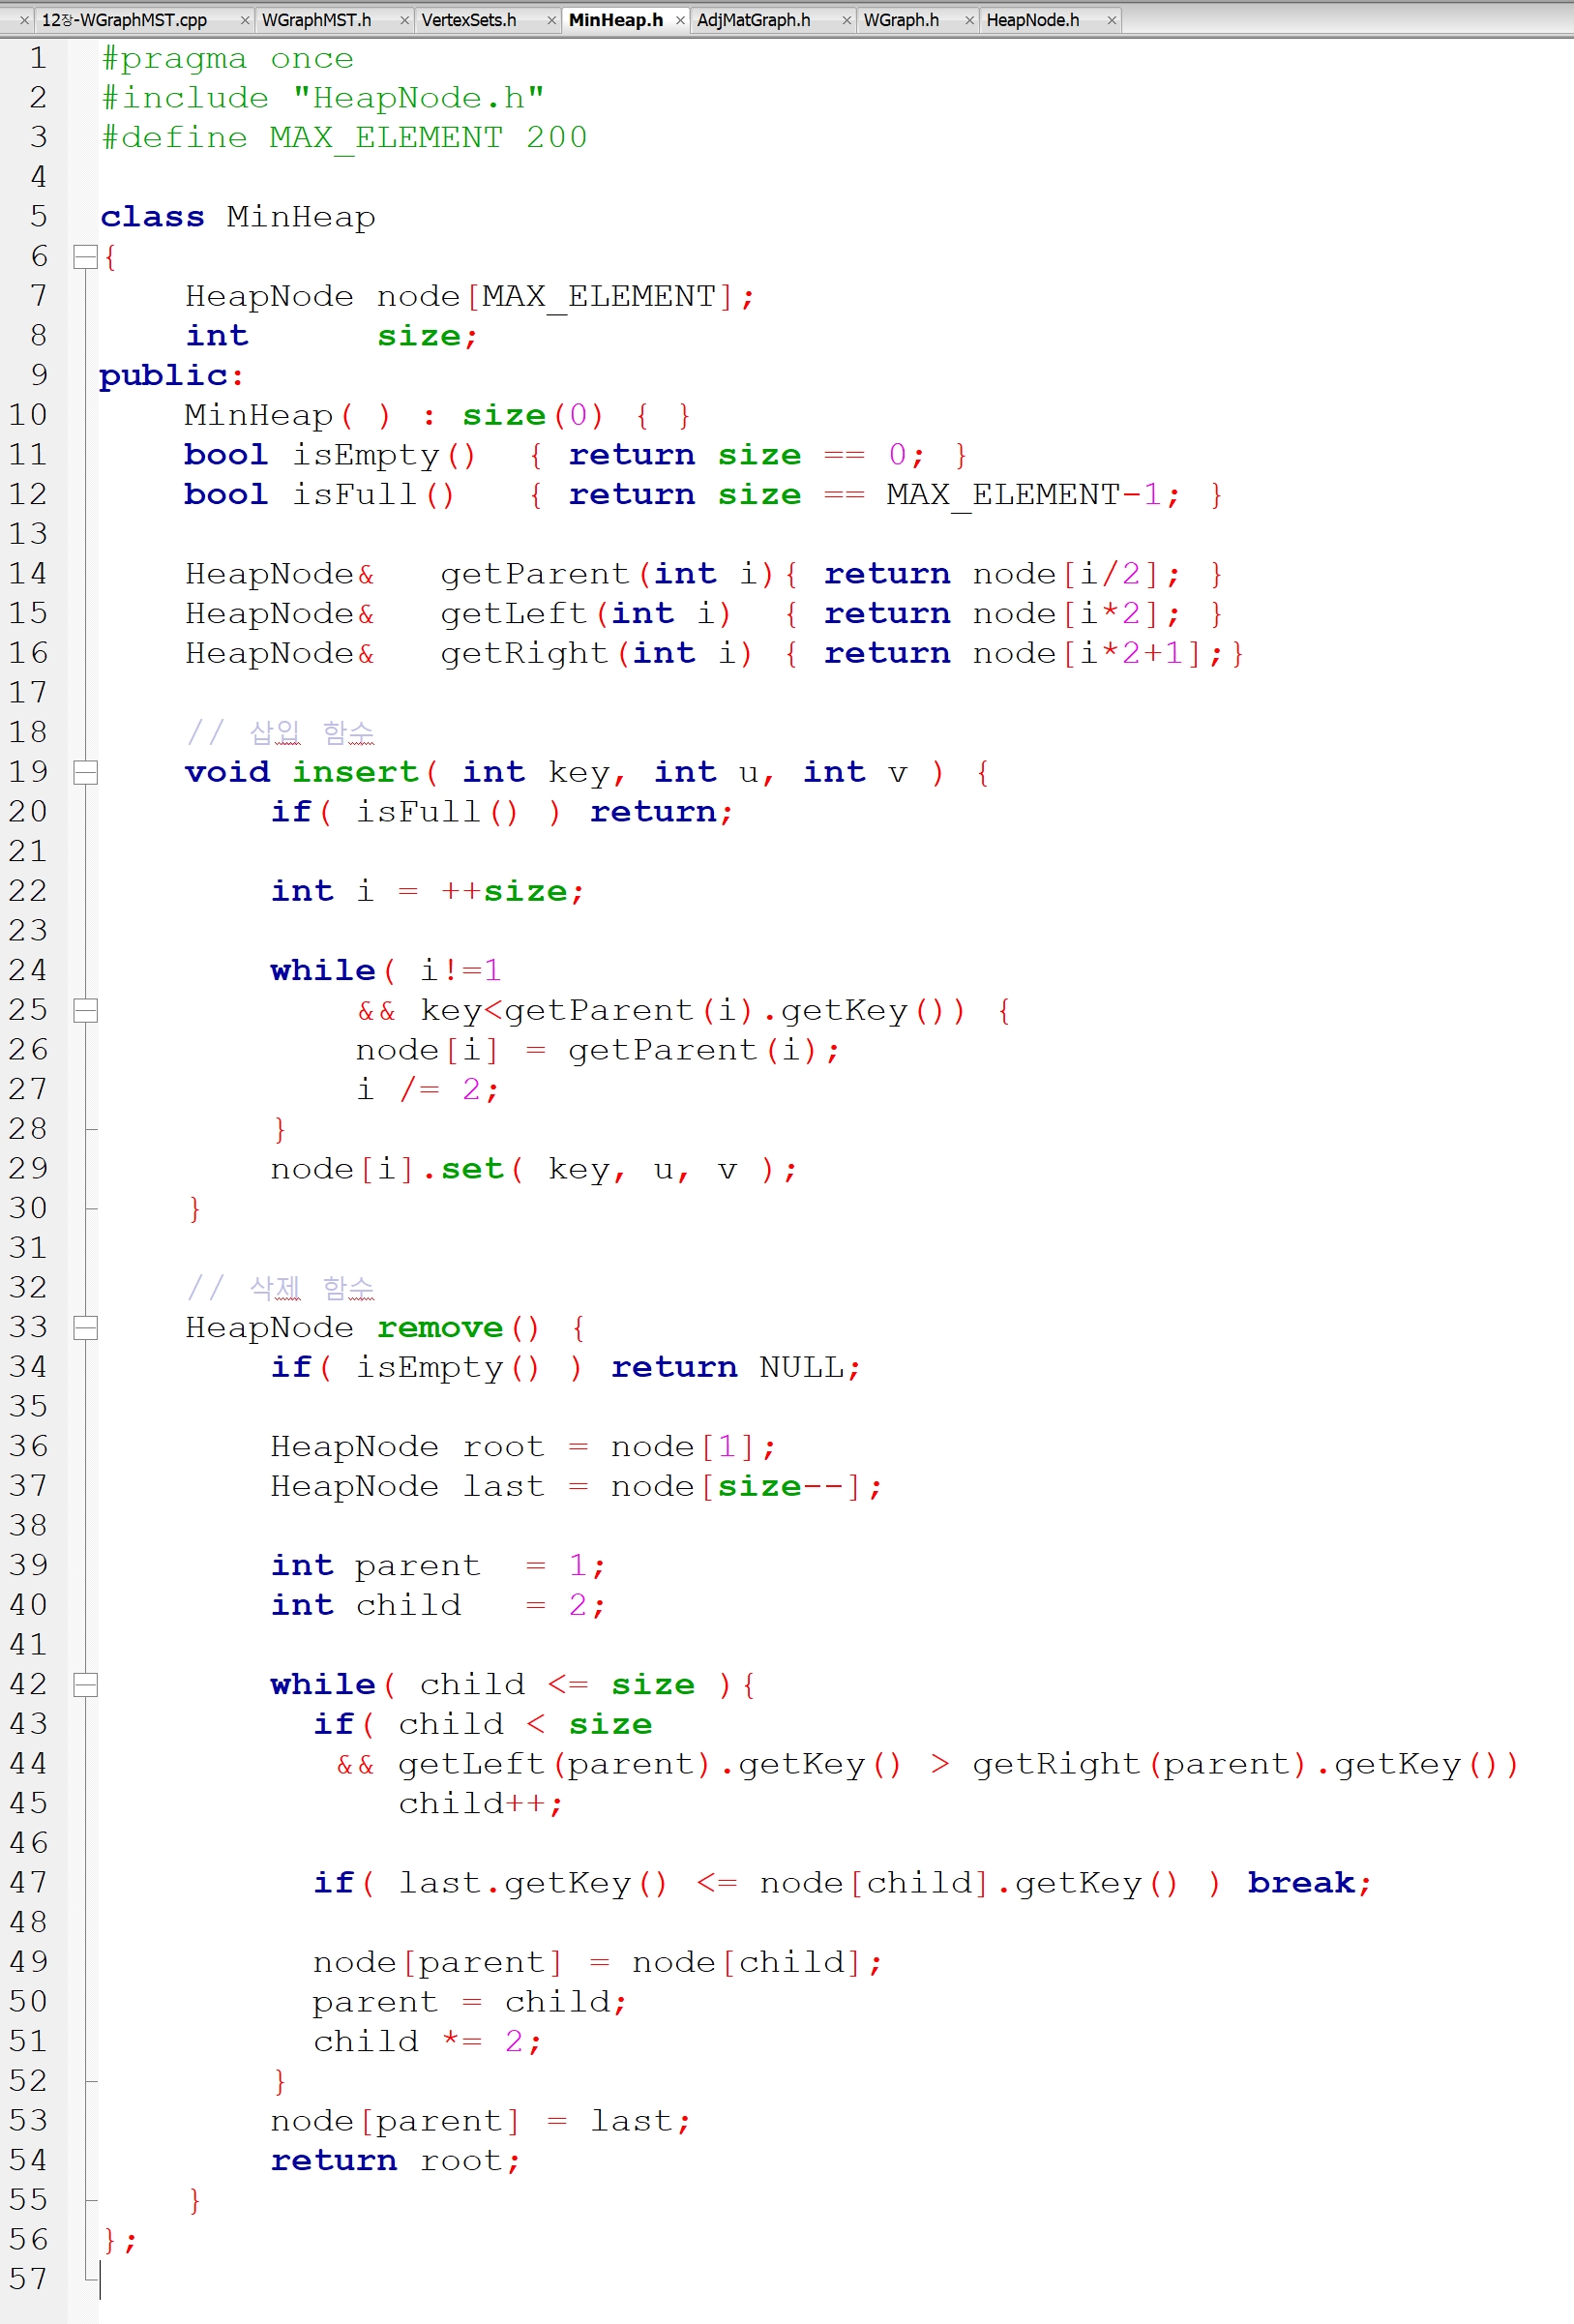 12장-WGraphMST.cpp WGraphMST.h VertexSets.h MinHeap.h AdjMatGraph.h WGraph.h HeapNode.h
1 #pragma once
2 #include "HeapNode.h"
3 #define MAX_ELEMENT 200
4
5 class MinHeap
6 {
7     HeapNode node[MAX_ELEMENT];
8     int      size;
9 public:
10     MinHeap( ) : size(0) { }
11     bool isEmpty()  { return size == 0; }
12     bool isFull()   { return size == MAX_ELEMENT-1; }
13
14     HeapNode&   getParent(int i){ return node[i/2]; }
15     HeapNode&   getLeft(int i)  { return node[i*2]; }
16     HeapNode&   getRight(int i) { return node[i*2+1];}
17
18     // 삽입 함수
19     void insert( int key, int u, int v ) {
20         if( isFull() ) return;
21
22         int i = ++size;
23
24         while( i!=1
25             && key<getParent(i).getKey()) {
26             node[i] = getParent(i);
27             i /= 2;
28         }
29         node[i].set( key, u, v );
30     }
31
32     // 삭제 함수
33     HeapNode remove() {
34         if( isEmpty() ) return NULL;
35
36         HeapNode root = node[1];
37         HeapNode last = node[size--];
38
39         int parent  = 1;
40         int child   = 2;
41
42         while( child <= size ){
43           if( child < size
44            && getLeft(parent).getKey() > getRight(parent).getKey())
45               child++;
46
47           if( last.getKey() <= node[child].getKey() ) break;
48
49           node[parent] = node[child];
50           parent = child;
51           child *= 2;
52         }
53         node[parent] = last;
54         return root;
55     }
56 };
57